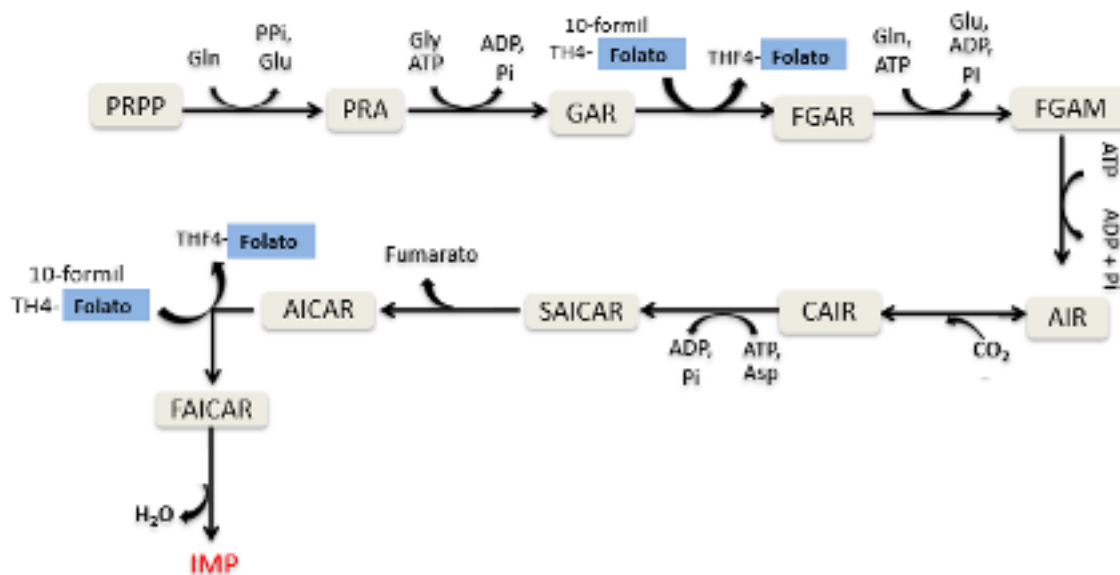 Gln
PPi,
Glu
Gly
ATP
ADP,
Pi
10-formil
TH4- Folato
THF4- Folato
Gln,
ATP
Glu,
ADP,
Pi
PRPP
PRA
GAR
FGAR
FGAM
ATP
ADP + Pi
THF4- Folato
10-formil
TH4- Folato
Fumarato
AICAR
SAICAR
CAIR
AIR
ADP,
Pi
ATP,
Asp
CO₂
FAICAR
H₂O
IMP